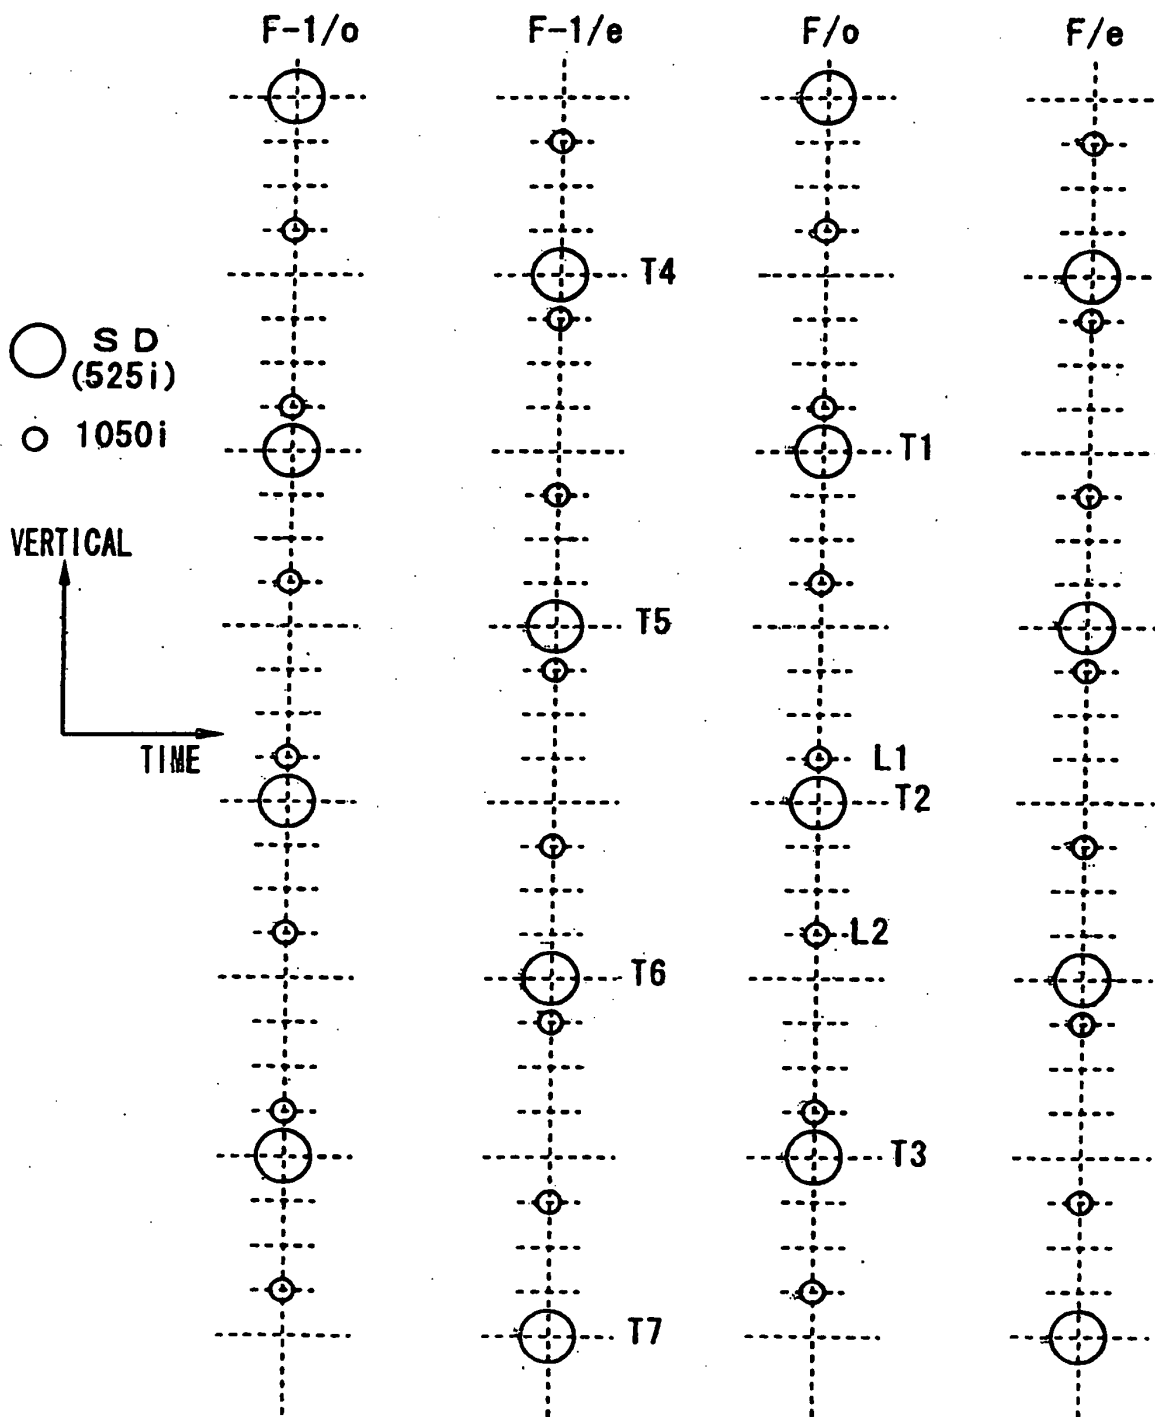 F-1/o F-1/e F/o F/e
T4
S D
(525i)
1050i
T1
VERTICAL
T5
TIME
L1
T2
L2
T6
T3
T7